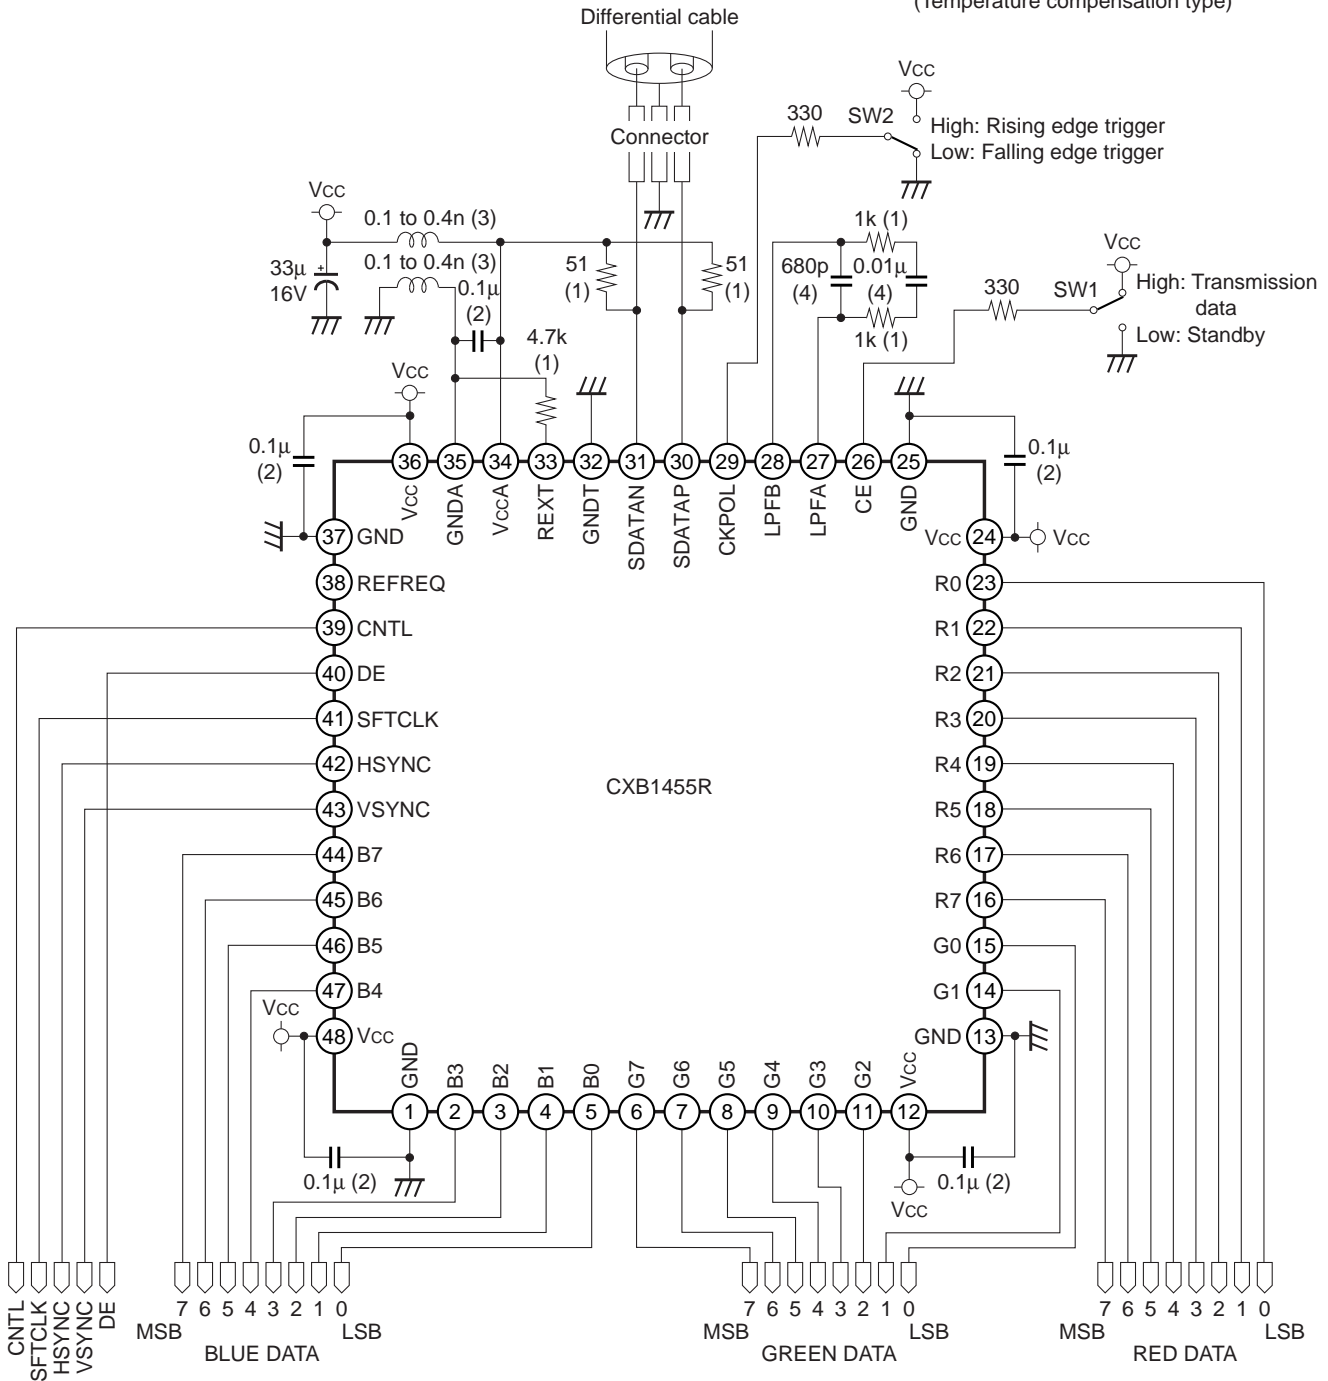 (Temperature compensation type)
Differential cable
Connector
Vcc
330
SW2
High: Rising edge trigger
Low: Falling edge trigger
Vcc
0.1 to 0.4n (3)
33µ
16V
+
0.1 to 0.4n (3)
0.1µ
(2)
4.7k
(1)
51
(1)
51
(1)
1k (1)
680p
(4)
0.01µ
(4)
1k (1)
330
SW1
Vcc
High: Transmission
data
Low: Standby
Vcc
0.1µ
(2)
0.1µ
(2)
36
35
34
33
32
31
30
29
28
27
26
25
Vcc
GNDA
VccA
REXT
GNDT
SDATAN
SDATAP
CKPOL
LPFB
LPFA
CE
GND
37 GND
38 REFREQ
39 CNTL
40 DE
41 SFTCLK
42 HSYNC
43 VSYNC
44 B7
45 B6
46 B5
47 B4
Vcc
48 Vcc
CXB1455R
Vcc 24
Vcc
R0 23
R1 22
R2 21
R3 20
R4 19
R5 18
R6 17
R7 16
G0 15
G1 14
GND 13
GND
B3
B2
B1
B0
G7
G6
G5
G4
G3
G2
Vcc
1
2
3
4
5
6
7
8
9
10
11
12
0.1µ (2)
0.1µ (2)
Vcc
CNTL
SFTCLK
HSYNC
VSYNC
DE
7 6 5 4 3 2 1 0
MSB
LSB
BLUE DATA
7 6 5 4 3 2 1 0
MSB
LSB
GREEN DATA
7 6 5 4 3 2 1 0
MSB
LSB
RED DATA